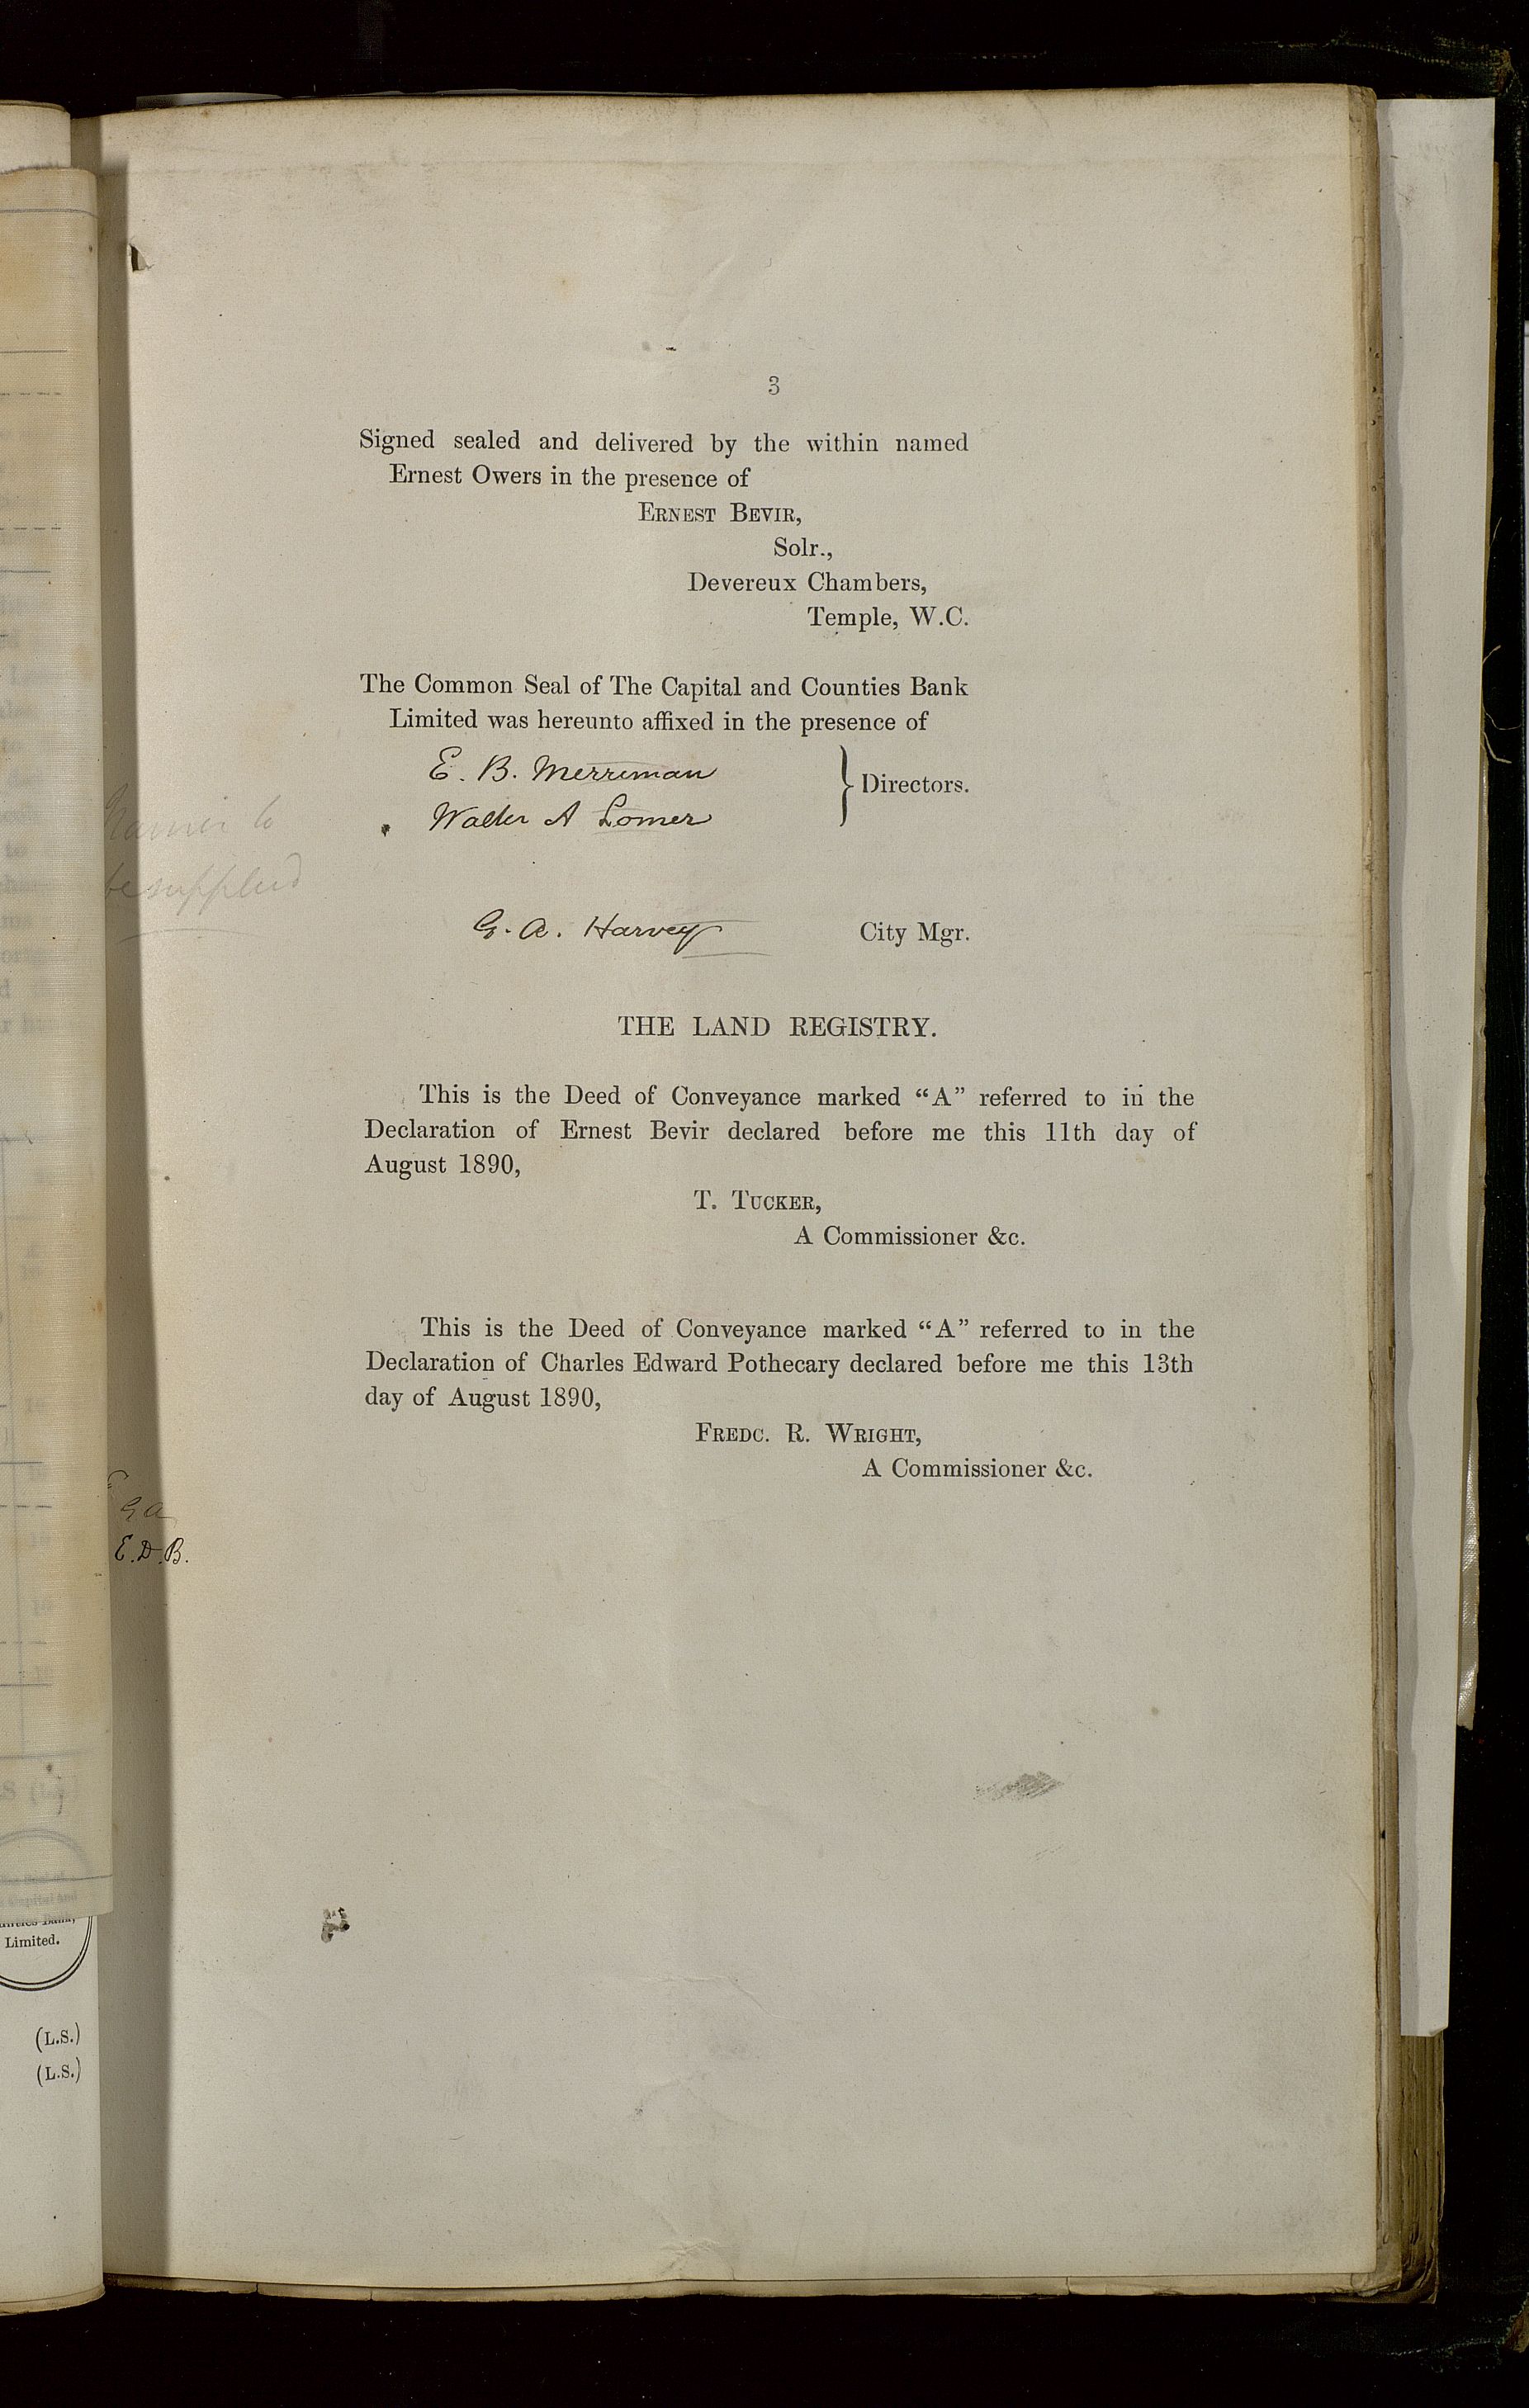 3
Signed sealed and delivered by the within named
Ernest Owers in the presence of
ERNEST BEVIR,
Solr.,
Devereux Chambers,
Temple, W.C.
The Common Seal of The Capital and Counties Bank
Limited was hereunto affixed in the presence of
E. B. Merriman
Walter A Lomer
} Directors.
to
be supplied
G. A. Harvey City Mgr.
THE LAND REGISTRY.
This is the Deed of Conveyance marked “A” referred to in the
Declaration of Ernest Bevir declared before me this 11th day of
August 1890,
T. TUCKER,
A Commissioner &c.
This is the Deed of Conveyance marked “A” referred to in the
Declaration of Charles Edward Pothecary declared before me this 13th
day of August 1890,
FREDC. R. WRIGHT,
A Commissioner &c.
G A
E.D.B.
Limited.
(L.S.)
(L.S.)